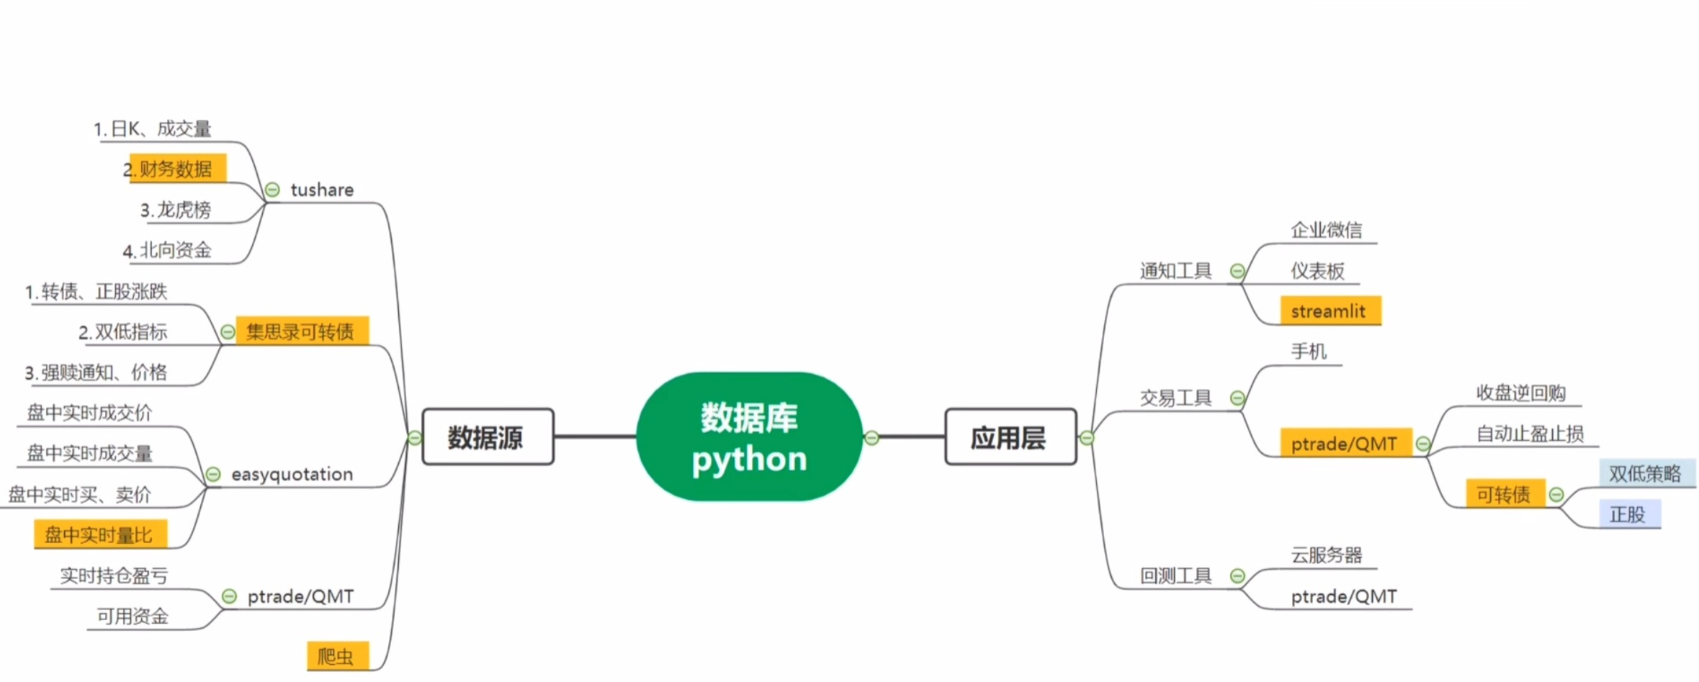 数据库
python
数据源
tushare
1.日K、成交量
2.财务数据
3.龙虎榜
4.北向资金
集思录可转债
1.转债、正股涨跌
2.双低指标
3.强赎通知、价格
easyquotation
盘中实时成交价
盘中实时成交量
盘中实时买、卖价
盘中实时量比
ptrade/QMT
实时持仓盈亏
可用资金
爬虫
应用层
通知工具
企业微信
仪表板
streamlit
交易工具
手机
ptrade/QMT
收盘逆回购
自动止盈止损
可转债
双低策略
正股
回测工具
云服务器
ptrade/QMT